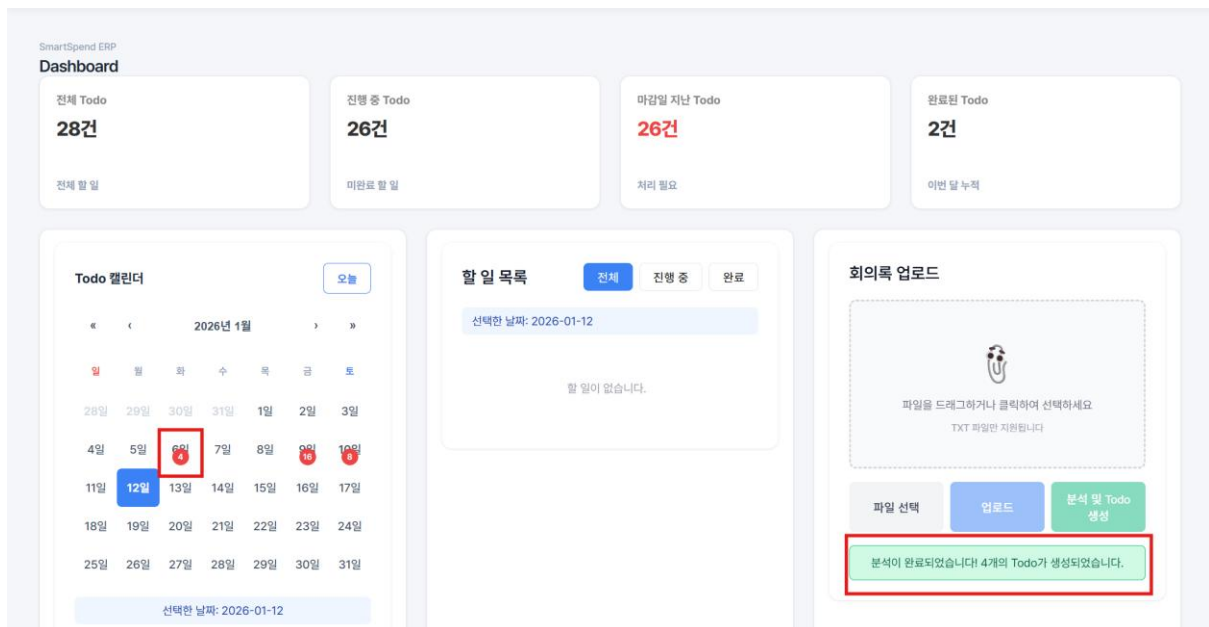 SmartSpend ERP
Dashboard
전체 Todo
28건
전체 할 일
진행 중 Todo
26건
미완료 할 일
마감일 지난 Todo
26건
처리 필요
완료된 Todo
2건
이번 달 누적
Todo 캘린더
오늘
« ‹ 2026년 1월 › »
일 월 화 수 목 금 토
28일 29일 30일 31일 1일 2일 3일
4일 5일 6일 7일 8일 9일 10일
4 16 8
11일 12일 13일 14일 15일 16일 17일
18일 19일 20일 21일 22일 23일 24일
25일 26일 27일 28일 29일 30일 31일
선택한 날짜: 2026-01-12
할 일 목록
전체 진행 중 완료
선택한 날짜: 2026-01-12
할 일이 없습니다.
회의록 업로드
파일을 드래그하거나 클릭하여 선택하세요
TXT 파일만 지원됩니다
파일 선택
업로드
분석 및 Todo
생성
분석이 완료되었습니다! 4개의 Todo가 생성되었습니다.